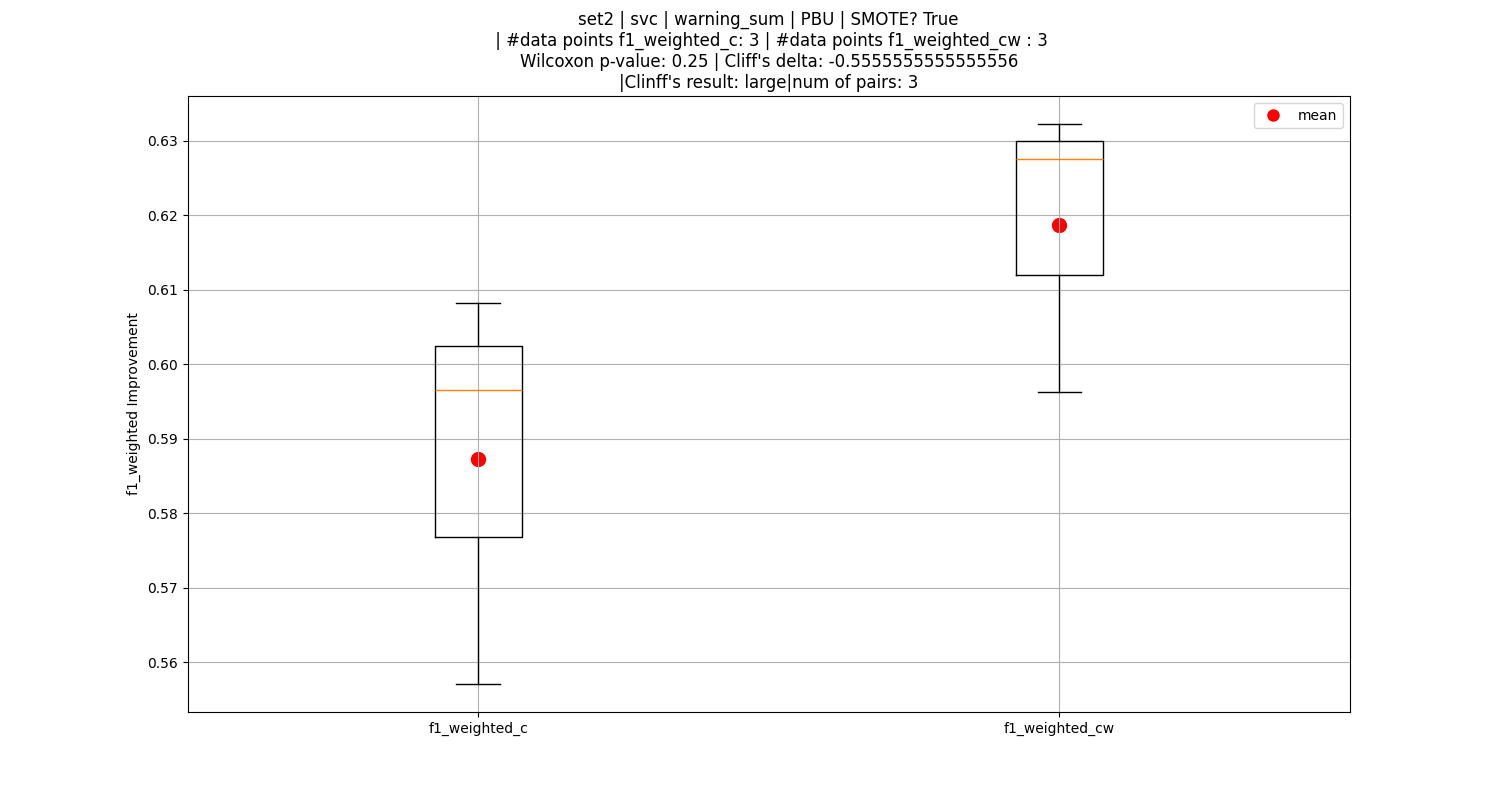 set2 | svc | warning_sum | PBU | SMOTE? True
| #data points f1_weighted_c: 3 | #data points f1_weighted_cw : 3
Wilcoxon p-value: 0.25 | Cliff's delta: -0.5555555555555556
|Clinff's result: large|num of pairs: 3
mean
0.63
0.62
0.61
0.60
0.59
0.58
0.57
0.56
f1_weighted Improvement
f1_weighted_c
f1_weighted_cw